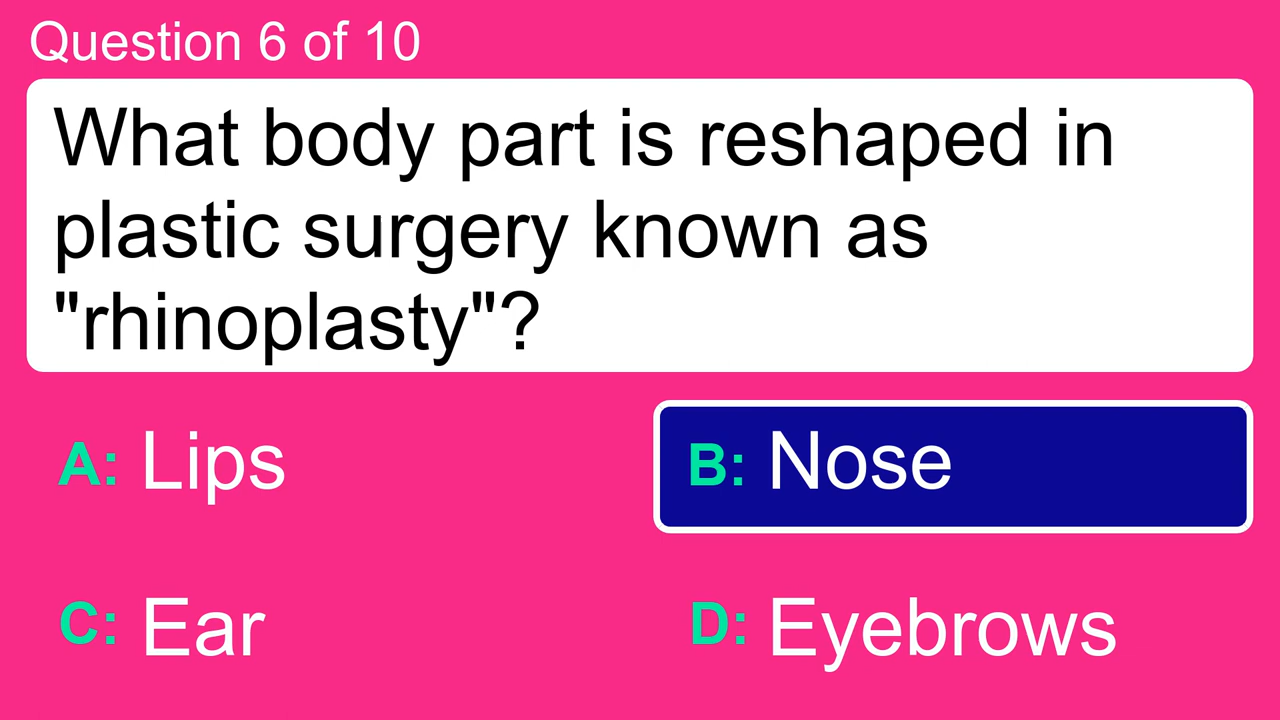 Question 6 of 10
What body part is reshaped in
plastic surgery known as
"rhinoplasty"?
A: Lips
B: Nose
C: Ear
D: Eyebrows